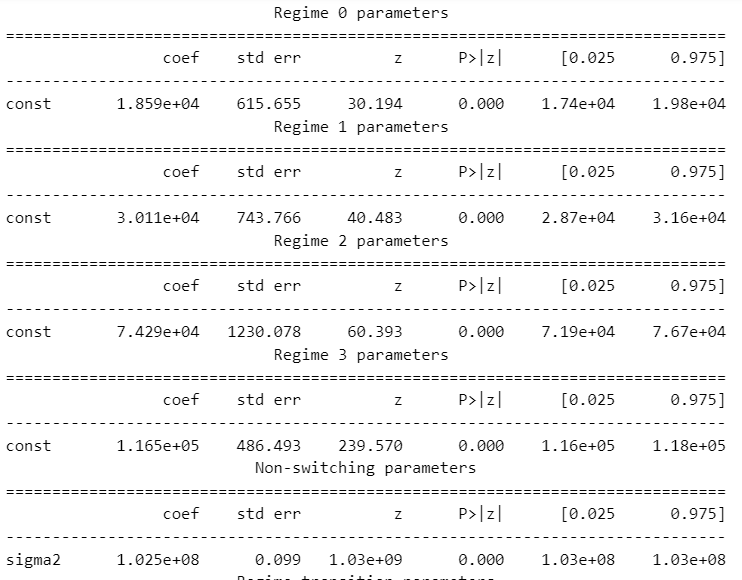 Regime 0 parameters
==============================================================================
coef    std err          z      P>|z|      [0.025      0.975]
------------------------------------------------------------------------------
const       1.859e+04    615.655     30.194      0.000    1.74e+04    1.98e+04
Regime 1 parameters
==============================================================================
coef    std err          z      P>|z|      [0.025      0.975]
------------------------------------------------------------------------------
const       3.011e+04    743.766     40.483      0.000    2.87e+04    3.16e+04
Regime 2 parameters
==============================================================================
coef    std err          z      P>|z|      [0.025      0.975]
------------------------------------------------------------------------------
const       7.429e+04   1230.078     60.393      0.000    7.19e+04    7.67e+04
Regime 3 parameters
==============================================================================
coef    std err          z      P>|z|      [0.025      0.975]
------------------------------------------------------------------------------
const       1.165e+05    486.493    239.570      0.000    1.16e+05    1.18e+05
Non-switching parameters
==============================================================================
coef    std err          z      P>|z|      [0.025      0.975]
------------------------------------------------------------------------------
sigma2      1.025e+08      0.099   1.03e+09      0.000    1.03e+08    1.03e+08
Regime transition parameters